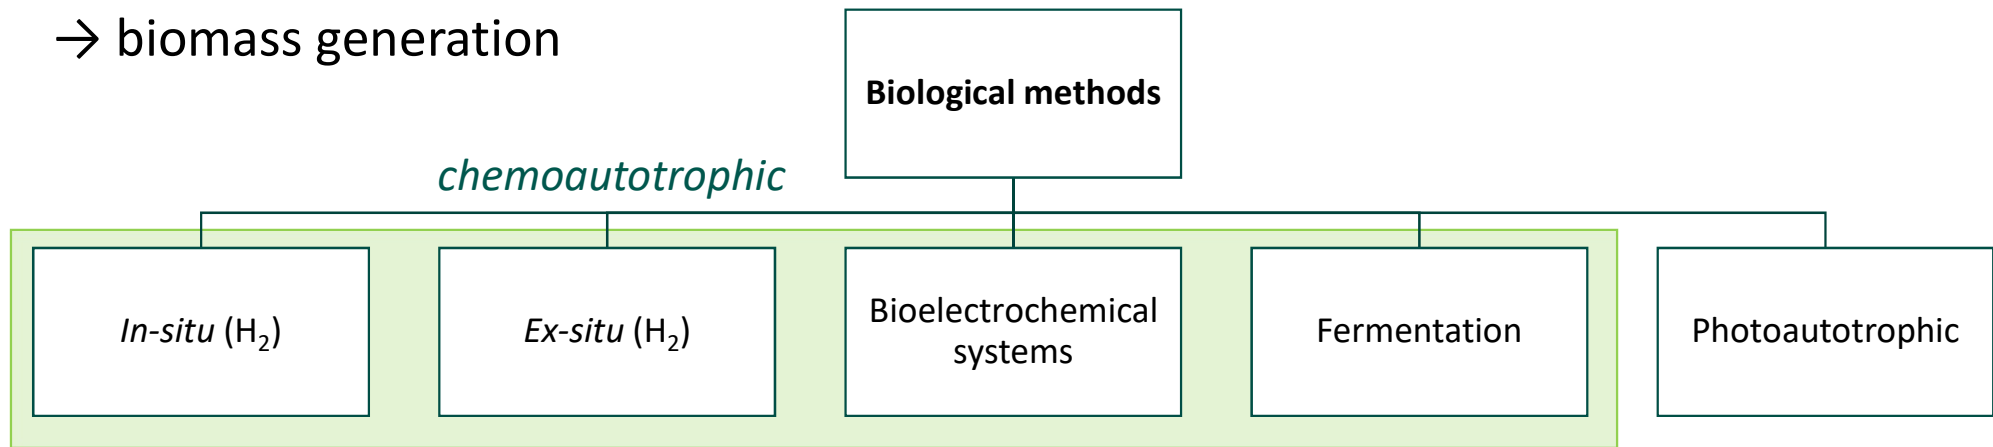 → biomass generation
Biological methods
chemoautotrophic
In-situ (H₂)
Ex-situ (H₂)
Bioelectrochemical
systems
Fermentation
Photoautotrophic